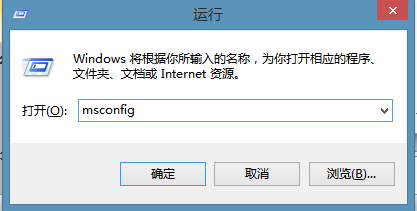 运行
Windows 将根据你所输入的名称，为你打开相应的程序、
文件夹、文档或 Internet 资源。
打开(O): msconfig
确定 取消 浏览(B)...